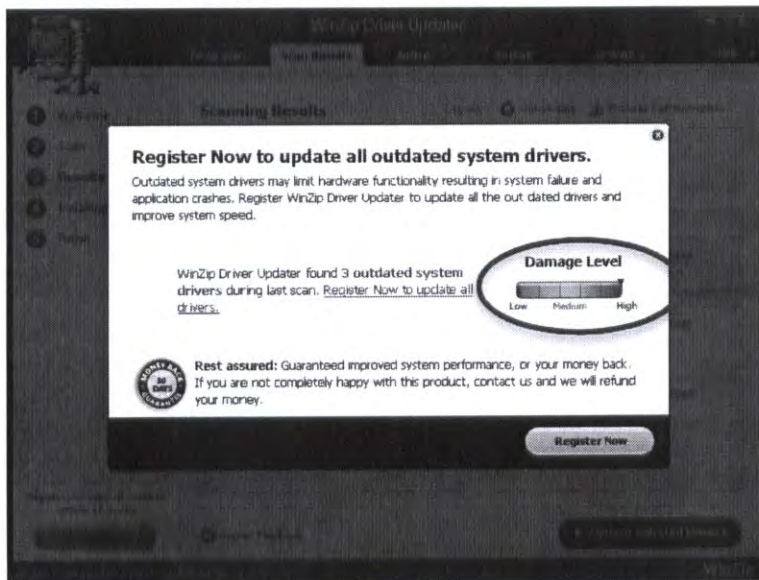 WinZip Driver Updater
Scan Results
Welcome
Scanning Results
Register Now to update all outdated system drivers.
Outdated system drivers may limit hardware functionality resulting in system failure and
application crashes. Register WinZip Driver Updater to update all the out dated drivers and
improve system speed.
WinZip Driver Updater found 3 outdated system
drivers during last scan. Register Now to update all
drivers.
Damage Level
Low Medium High
MONEY BACK
30
DAYS
GUARANTEE
Rest assured: Guaranteed improved system performance, or your money back.
If you are not completely happy with this product, contact us and we will refund
your money.
Register Now
WinZip